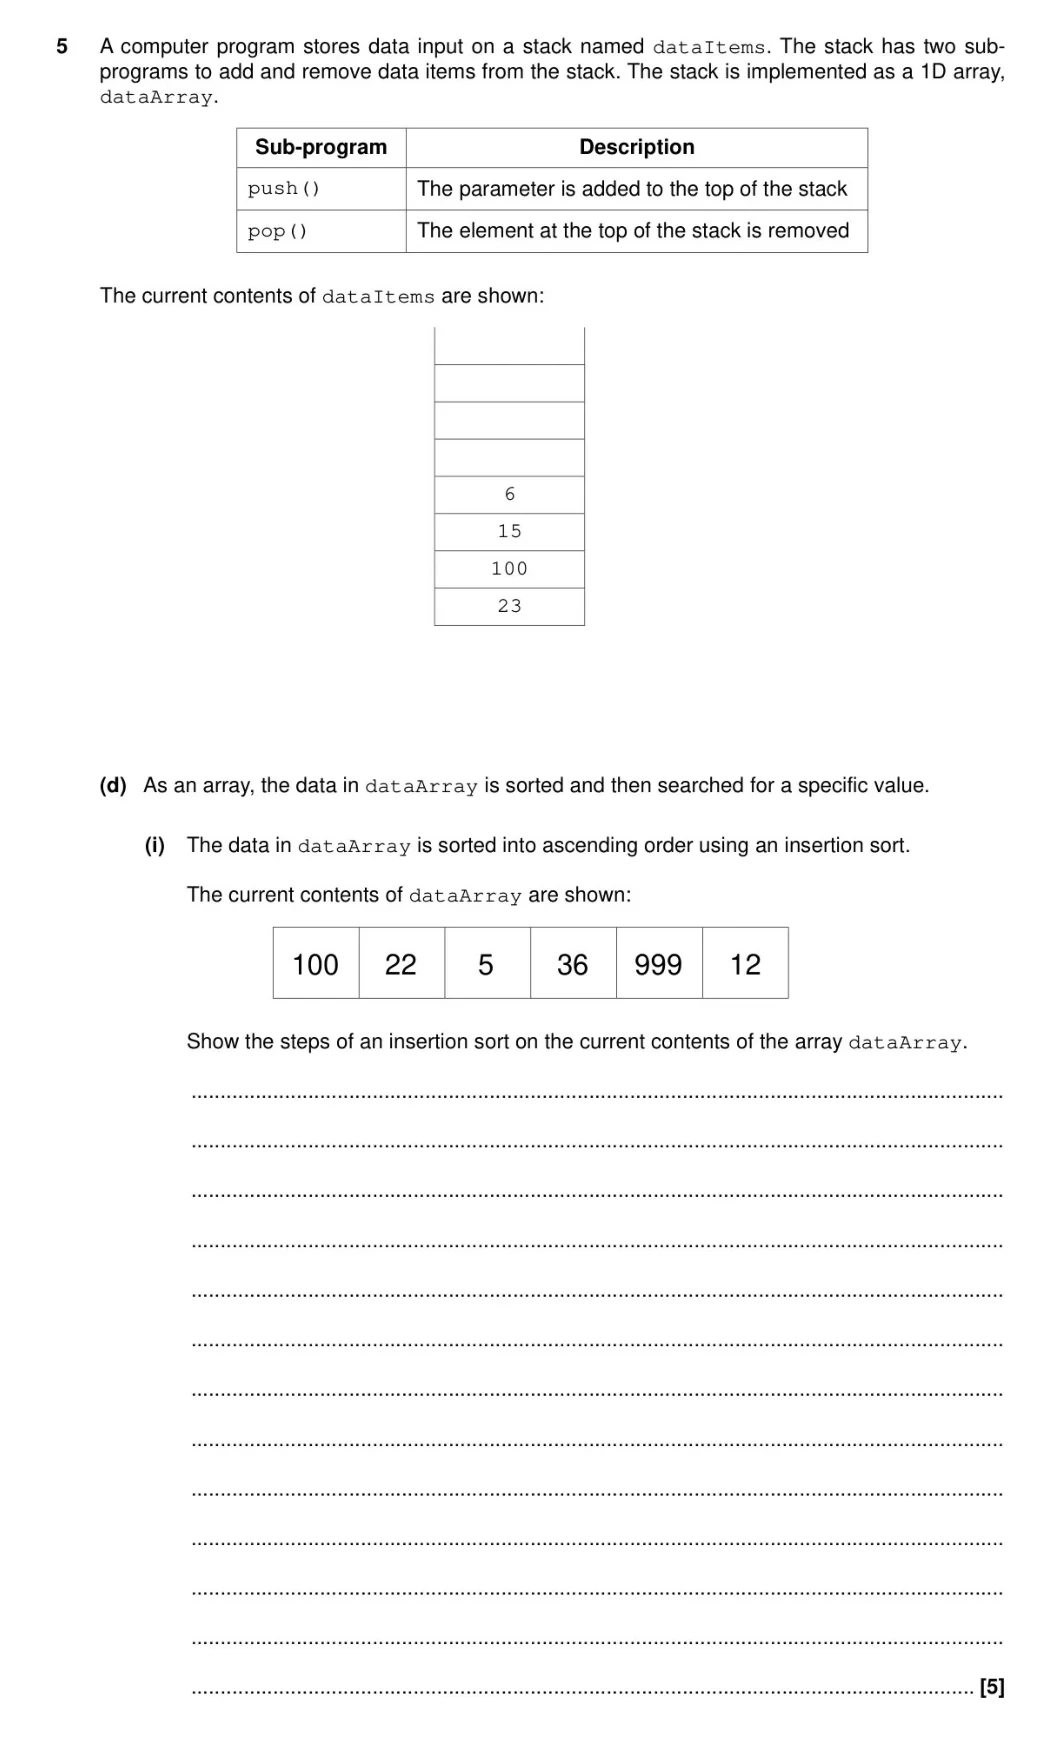 5 A computer program stores data input on a stack named dataItems. The stack has two sub-
programs to add and remove data items from the stack. The stack is implemented as a 1D array,
dataArray.
Sub-program Description
push() The parameter is added to the top of the stack
pop() The element at the top of the stack is removed
The current contents of dataItems are shown:
6
15
100
23
(d) As an array, the data in dataArray is sorted and then searched for a specific value.
(i) The data in dataArray is sorted into ascending order using an insertion sort.
The current contents of dataArray are shown:
100 22 5 36 999 12
Show the steps of an insertion sort on the current contents of the array dataArray.
[5]